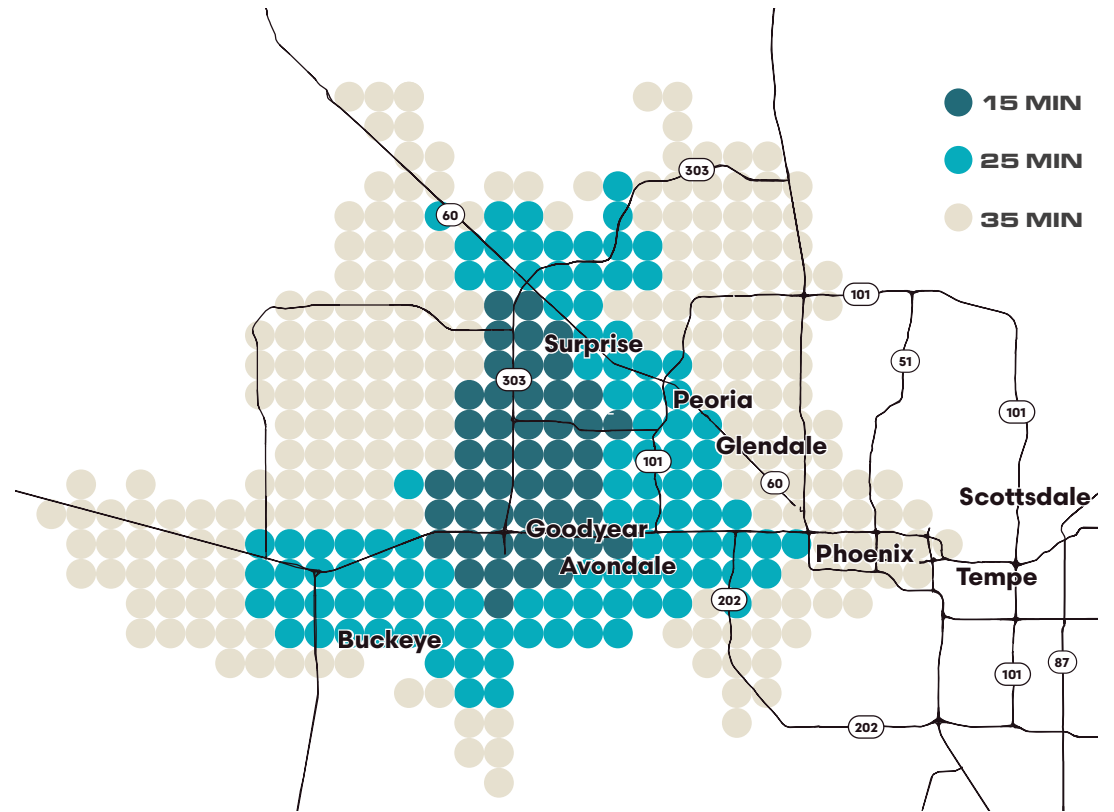 15 MIN
25 MIN
35 MIN
303
60
101
Surprise
51
303
Peoria
101
Glendale
101
60
Scottsdale
Goodyear
Phoenix
Avondale
Tempe
202
Buckeye
87
101
202